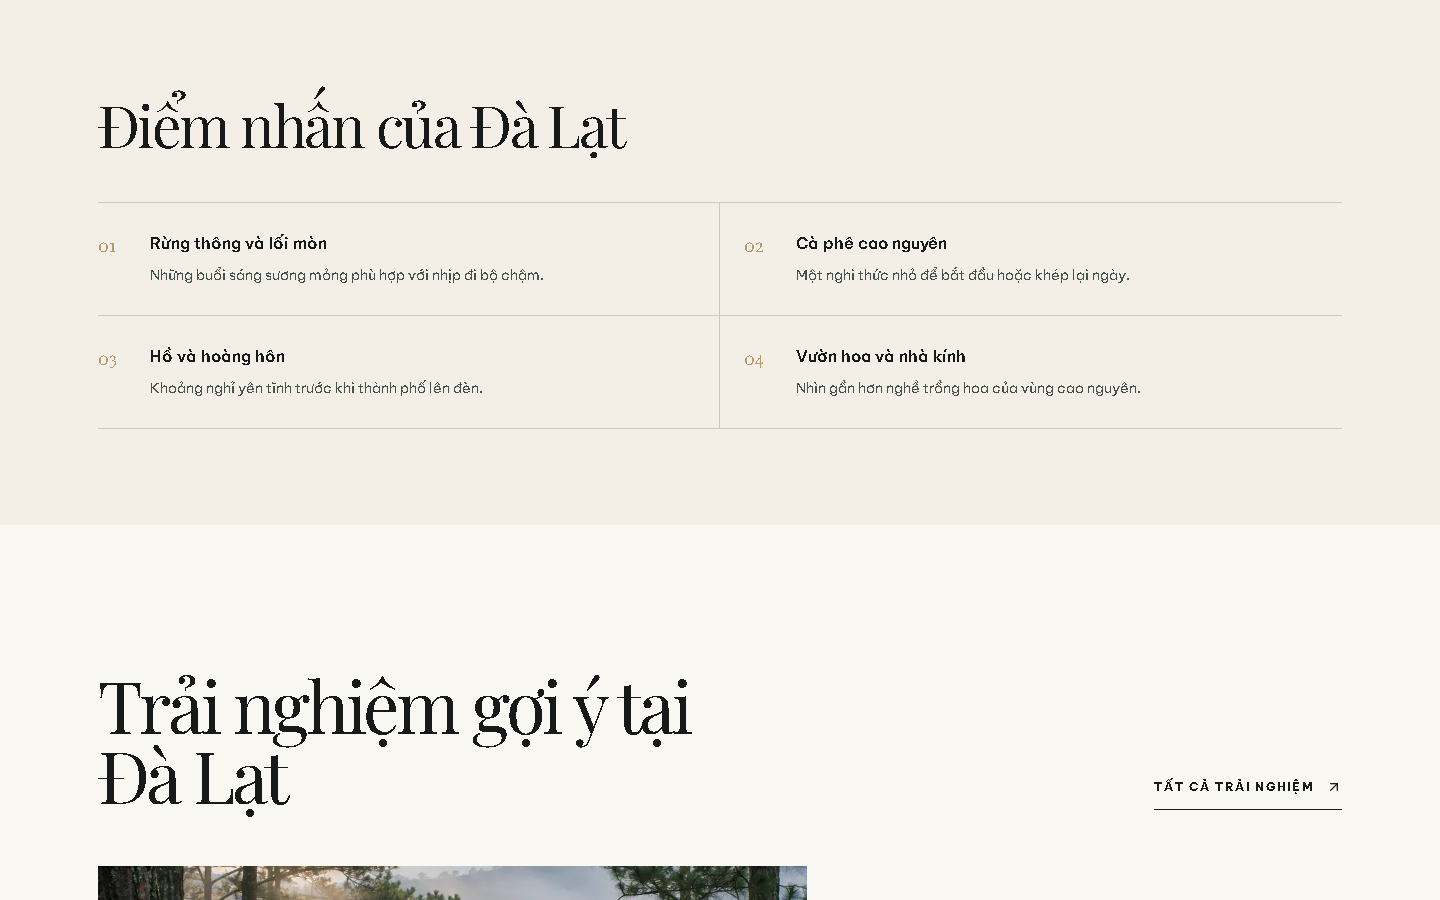 Điểm nhấn của Đà Lạt
01
Rừng thông và lối mòn
Những buổi sáng sương mỏng phù hợp với nhịp đi bộ chậm.
02
Cà phê cao nguyên
Một nghi thức nhỏ để bắt đầu hoặc khép lại ngày.
03
Hồ và hoàng hôn
Khoảng nghỉ yên tĩnh trước khi thành phố lên đèn.
04
Vườn hoa và nhà kính
Nhìn gần hơn nghề trồng hoa của vùng cao nguyên.
Trải nghiệm gợi ý tại
Đà Lạt
TẤT CẢ TRẢI NGHIỆM